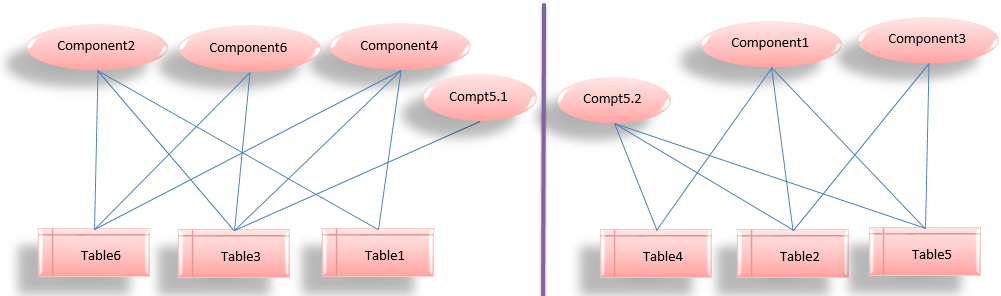 Component2
Component6
Component4
Compt5.1
Table6
Table3
Table1
Component1
Component3
Compt5.2
Table4
Table2
Table5